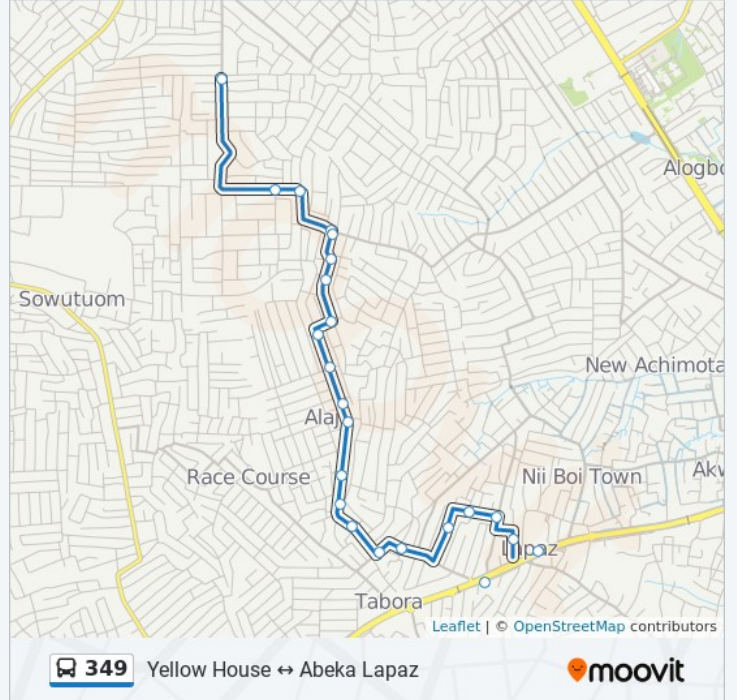 Alogbo
Sowutuom
New Achimota
Alaj
Race Course
Nii Boi Town
Akw
Lapaz
Tabora
Leaflet | © OpenStreetMap contributors
349 Yellow House ↔ Abeka Lapaz moovit